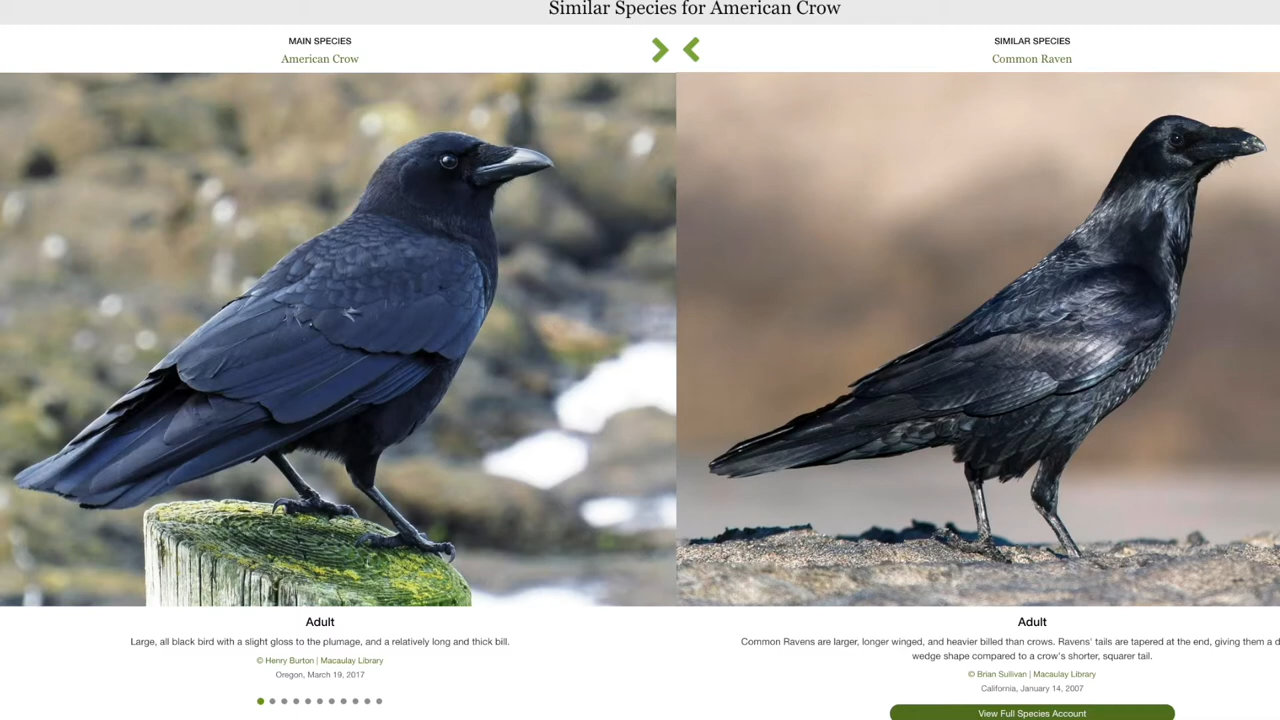 Similar Species for American Crow
MAIN SPECIES
American Crow
SIMILAR SPECIES
Common Raven
Adult
Large, all black bird with a slight gloss to the plumage, and a relatively long and thick bill.
© Henry Burton | Macaulay Library
Oregon, March 19, 2017
Adult
Common Ravens are larger, longer winged, and heavier billed than crows. Ravens' tails are tapered at the end, giving them a
wedge shape compared to a crow's shorter, squarer tail.
© Brian Sullivan | Macaulay Library
California, January 14, 2007
View Full Species Account